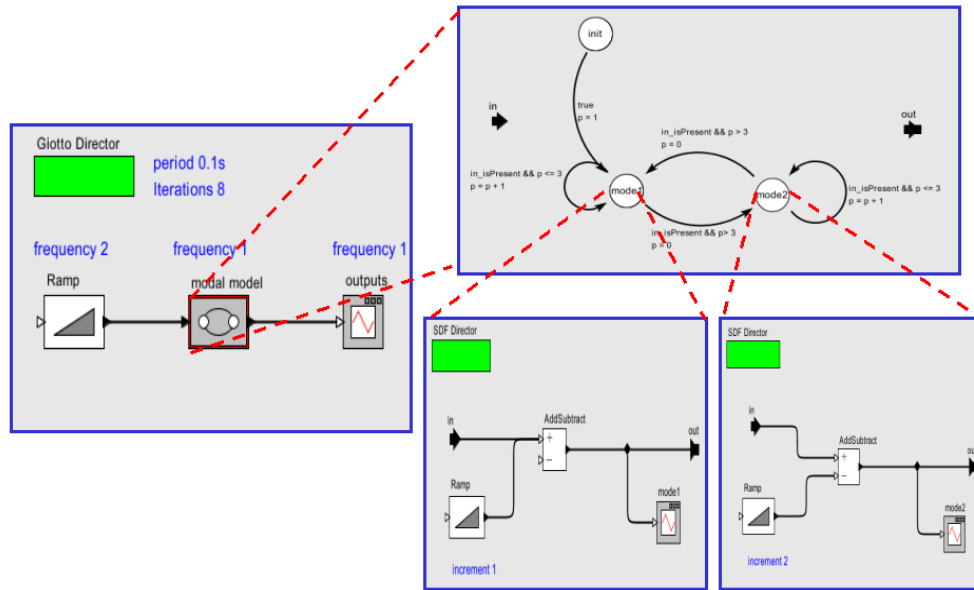 Giotto Director
period 0.1s
Iterations 8
frequency 2
frequency 1
frequency 1
Ramp
modal model
outputs
init
in
out
true
p = 1
in_isPresent && p > 3
p = 0
in_isPresent && p <= 3
p = p + 1
mode1
mode2
in_isPresent && p <= 3
p = p + 1
in_isPresent && p> 3
p = 0
SDF Director
in
AddSubtract
out
Ramp
mode1
increment 1
SDF Director
in
AddSubtract
Ramp
mode2
increment 2